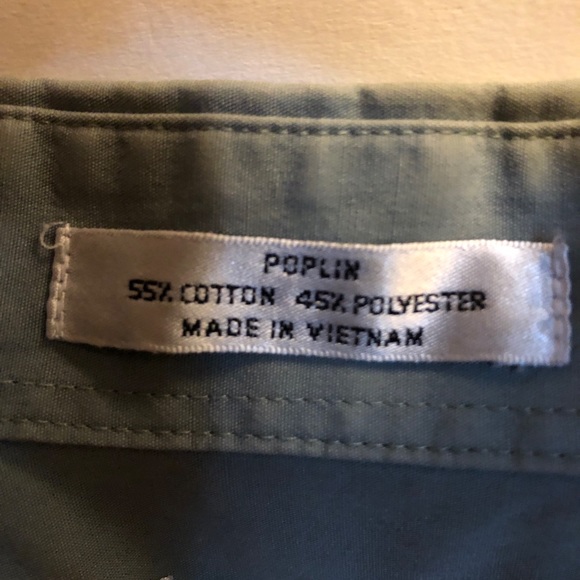 POPLIN
55% COTTON 45% POLYESTER
MADE IN VIETNAM